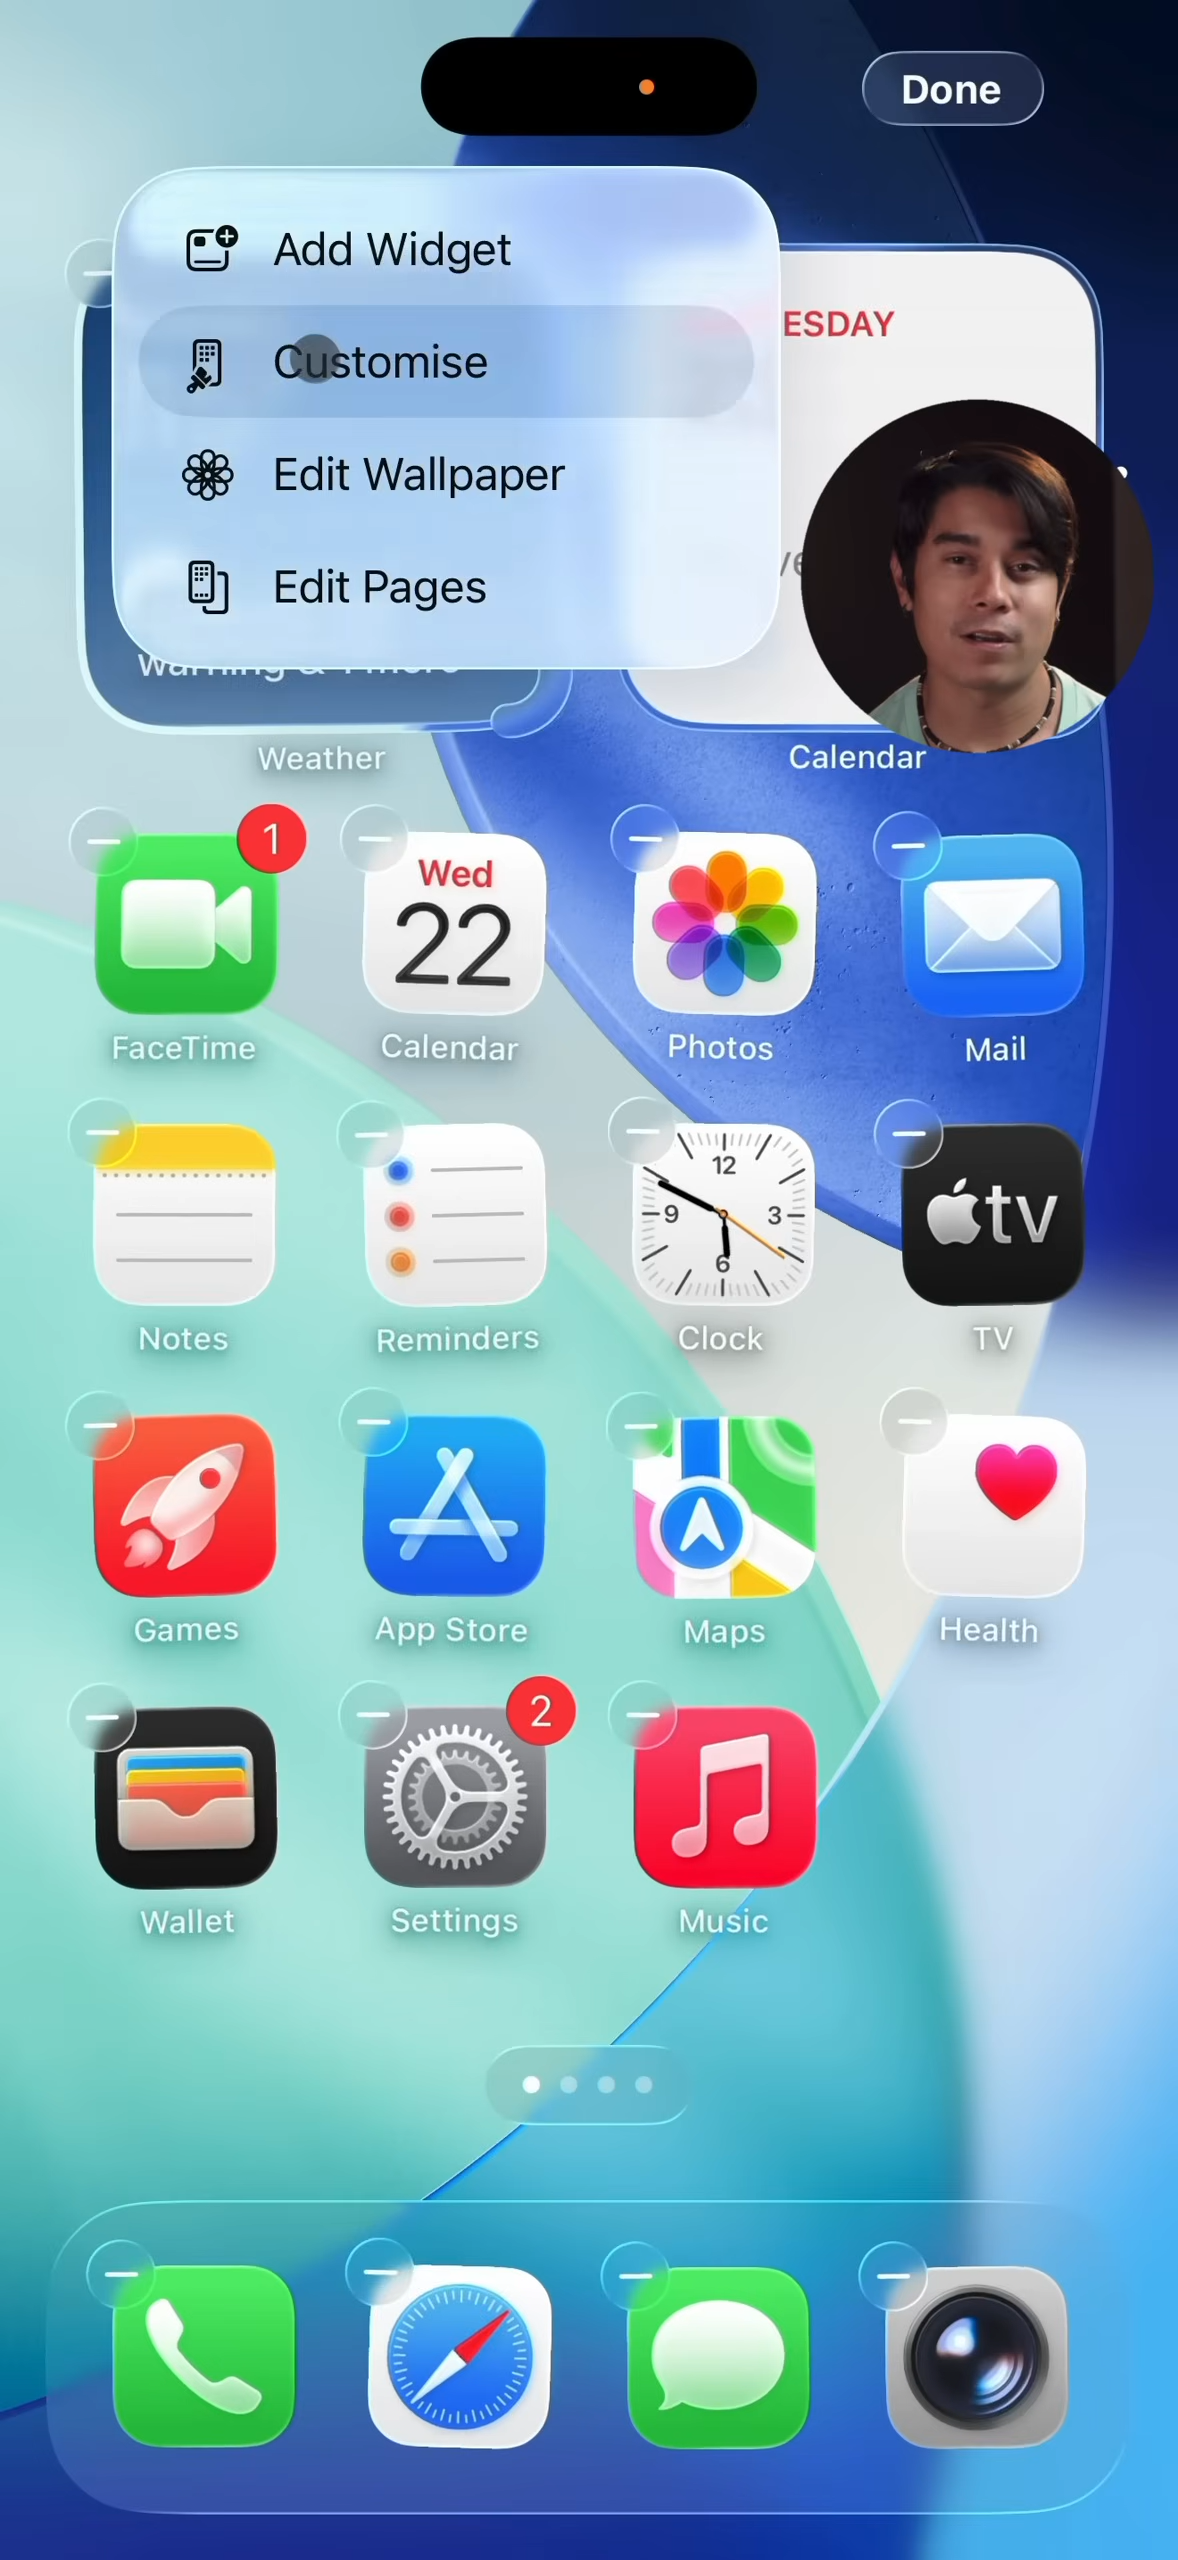 Done
Add Widget
Customise
Edit Wallpaper
Edit Pages
ESDAY
Weather
Calendar
1
Wed
22
FaceTime
Calendar
Photos
Mail
12
9
3
6
tv
Notes
Reminders
Clock
TV
Games
App Store
Maps
Health
2
Wallet
Settings
Music